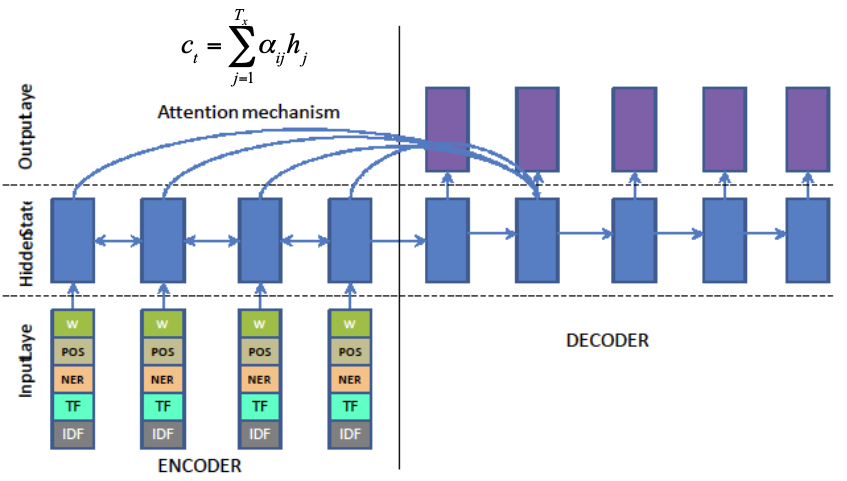 c_t = \sum_{j=1}^{T_x} α_{ij} h_j
Attention mechanism
OutputLaye
HiddenState
InputLaye
W W W W
POS POS POS POS
NER NER NER NER
TF TF TF TF
IDF IDF IDF IDF
ENCODER
DECODER